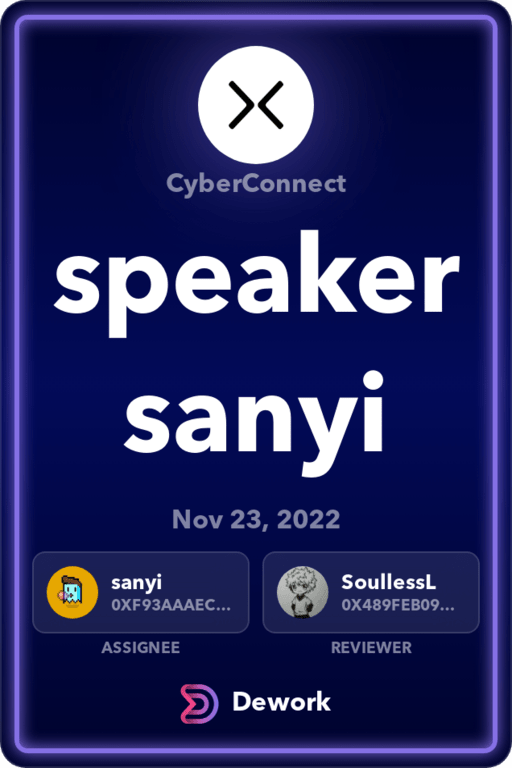 CyberConnect
speaker
sanyi
Nov 23, 2022
sanyi
0XF93AAAEC...
ASSIGNEE
SoullessL
0X489FEB09...
REVIEWER
Dework